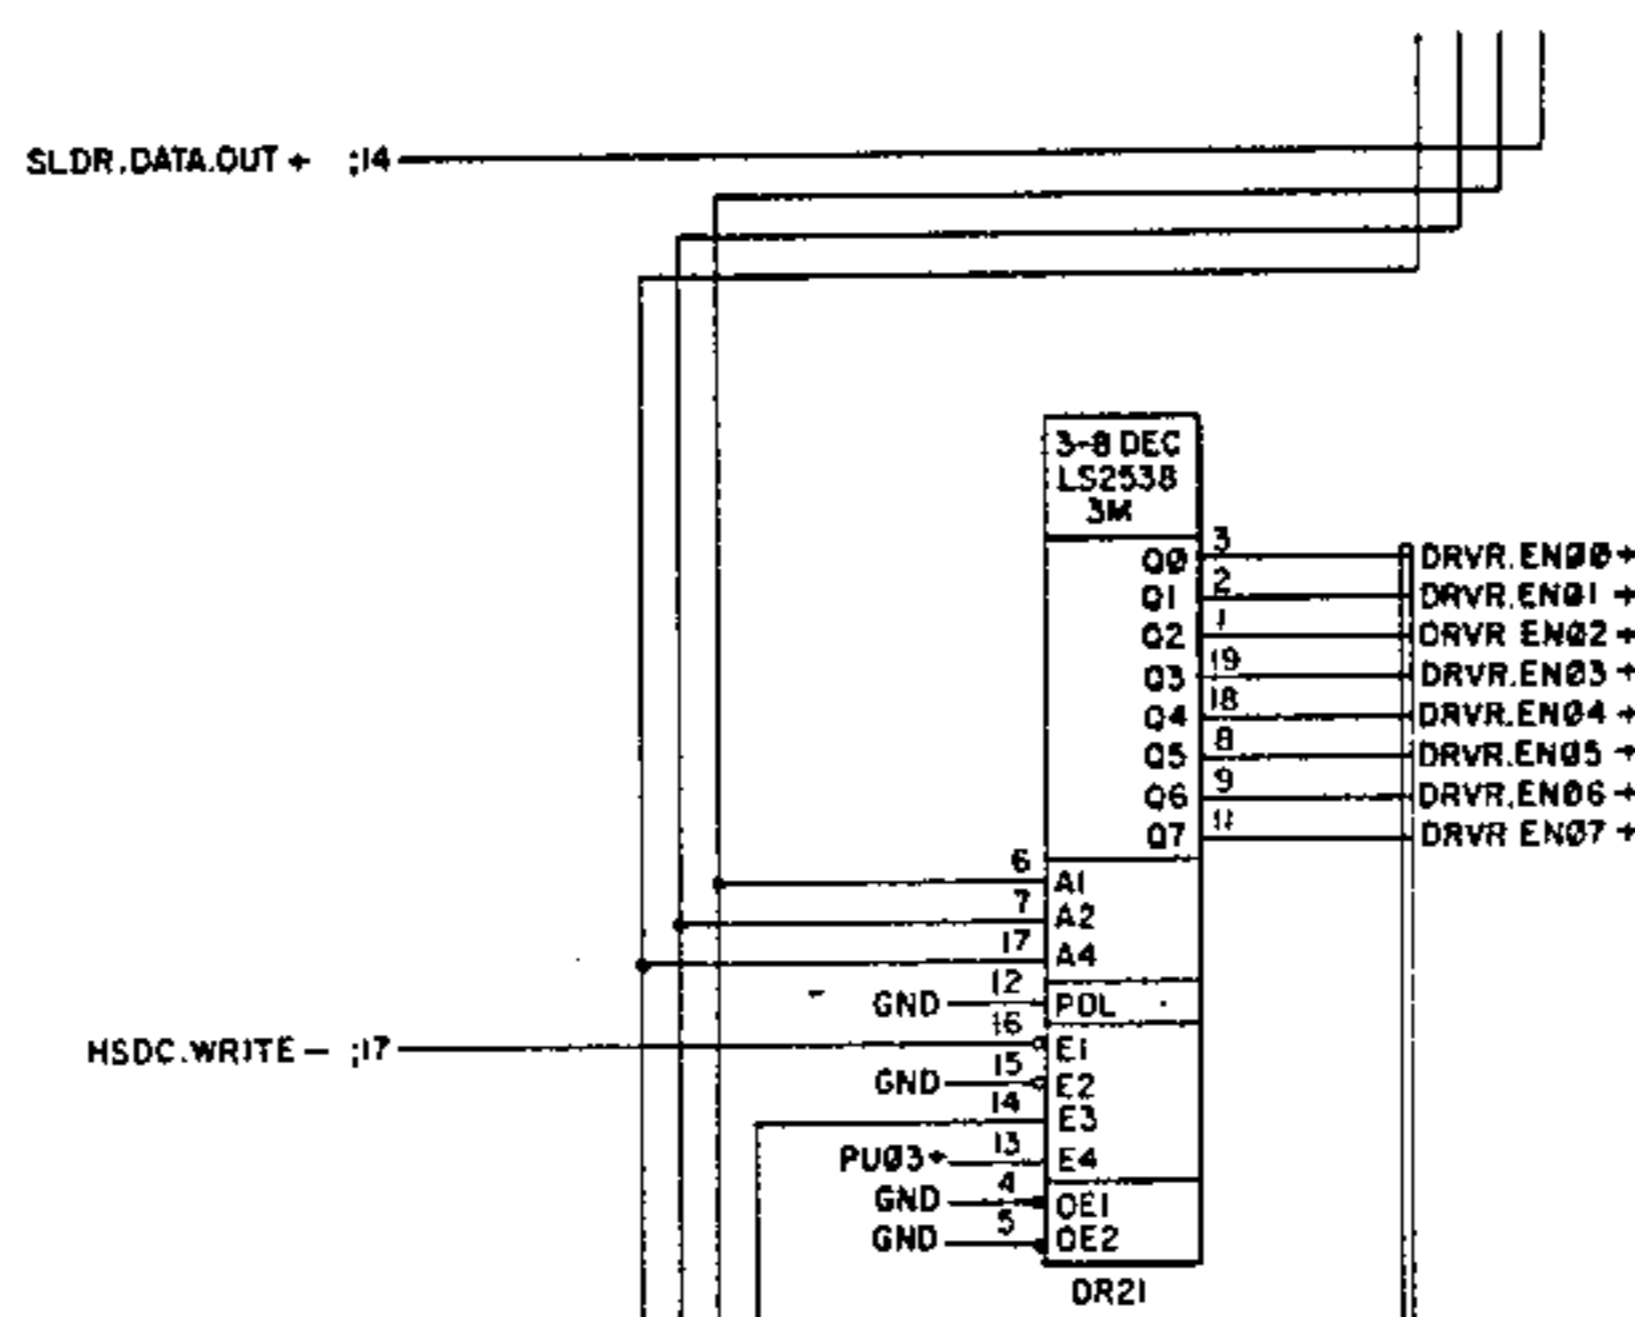 SLDR.DATA.OUT + ;14
3-8 DEC
LS2538
3M
Q0 3 DRVR.EN00+
Q1 2 DRVR.EN01 +
Q2 1 DRVR EN02+
Q3 19 DRVR.EN03 +
Q4 18 DRVR.EN04+
Q5 8 DRVR.EN05 +
Q6 9 DRVR.EN06+
Q7 11 DRVR EN07+
6 A1
7 A2
17 A4
GND 12 POL
HSDC.WRITE – ;17 16 E1
GND 15 E2
14 E3
PU03+ 13 E4
GND 4 OE1
GND 5 OE2
DR21